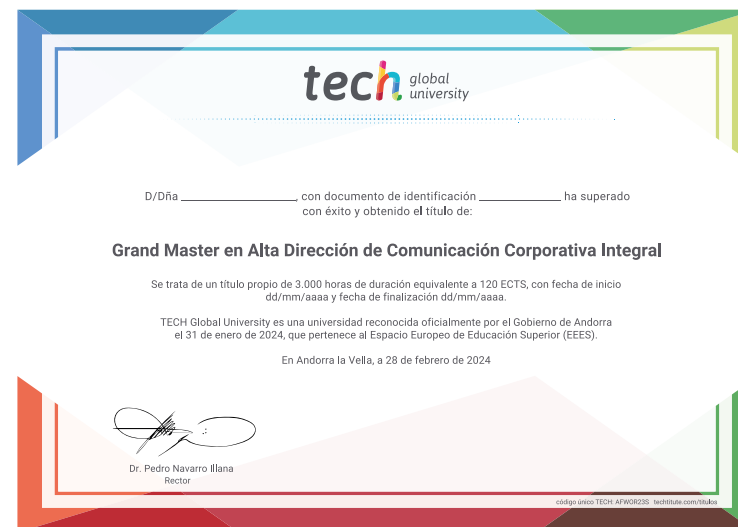 tech global university
D/Dña ____________, con documento de identificación ____________ ha superado
con éxito y obtenido el título de:
Grand Master en Alta Dirección de Comunicación Corporativa Integral
Se trata de un título propio de 3.000 horas de duración equivalente a 120 ECTS, con fecha de inicio
dd/mm/aaaa y fecha de finalización dd/mm/aaaa.
TECH Global University es una universidad reconocida oficialmente por el Gobierno de Andorra
el 31 de enero de 2024, que pertenece al Espacio Europeo de Educación Superior (EEES).
En Andorra la Vella, a 28 de febrero de 2024
Dr. Pedro Navarro Illana
Rector
código único TECH: AFWOR23S techtitute.com/titulos